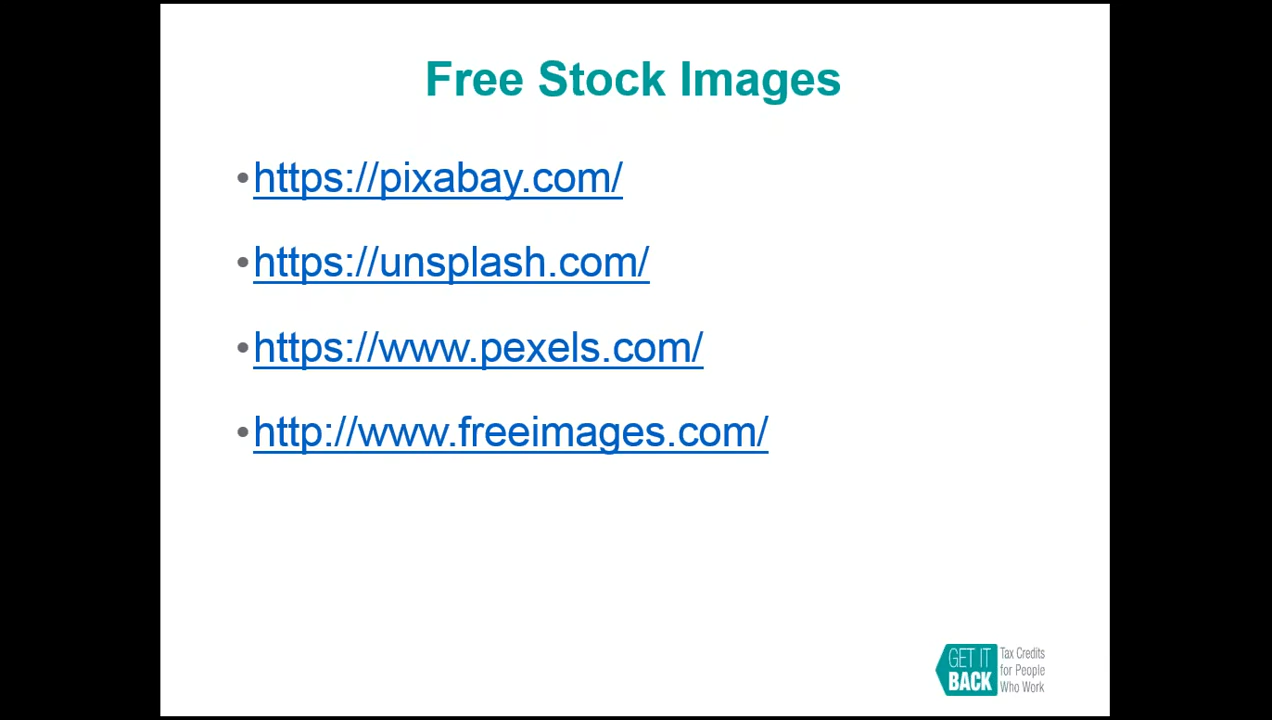 Free Stock Images
•https://pixabay.com/
•https://unsplash.com/
•https://www.pexels.com/
•http://www.freeimages.com/
GET IT
BACK
Tax Credits
for People
Who Work